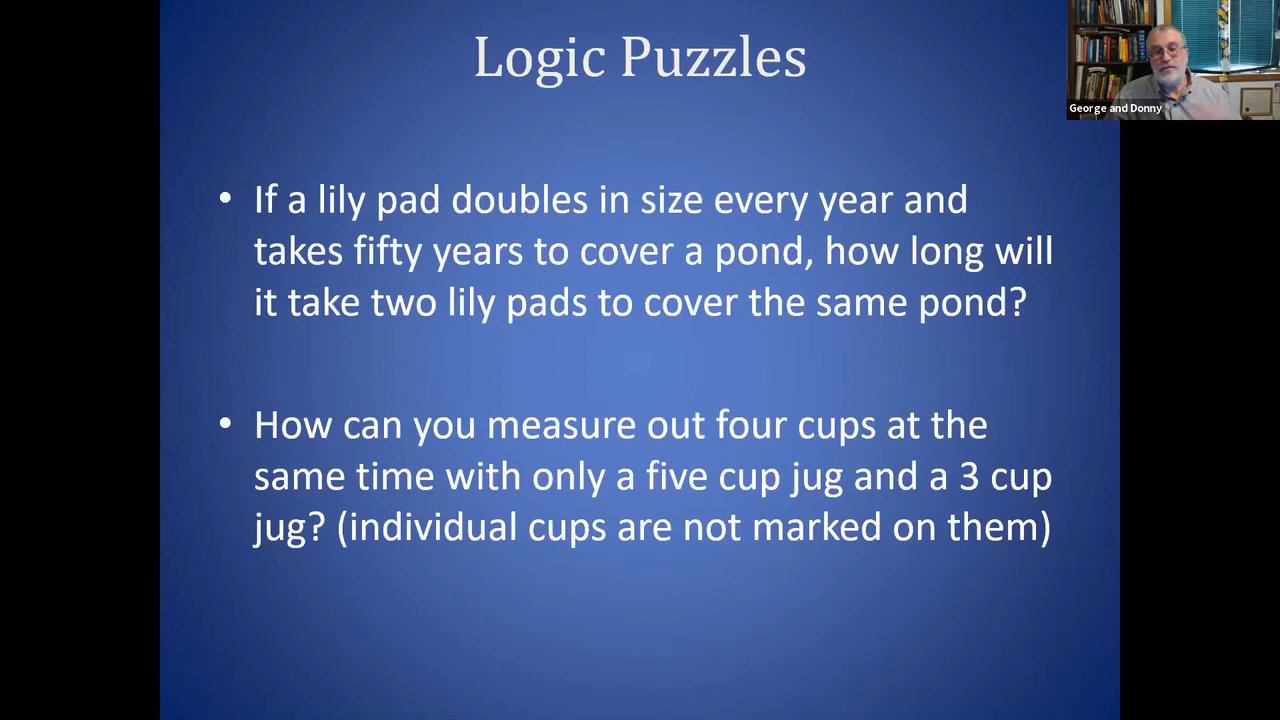 Logic Puzzles
George and Donny
• If a lily pad doubles in size every year and
takes fifty years to cover a pond, how long will
it take two lily pads to cover the same pond?
• How can you measure out four cups at the
same time with only a five cup jug and a 3 cup
jug? (individual cups are not marked on them)